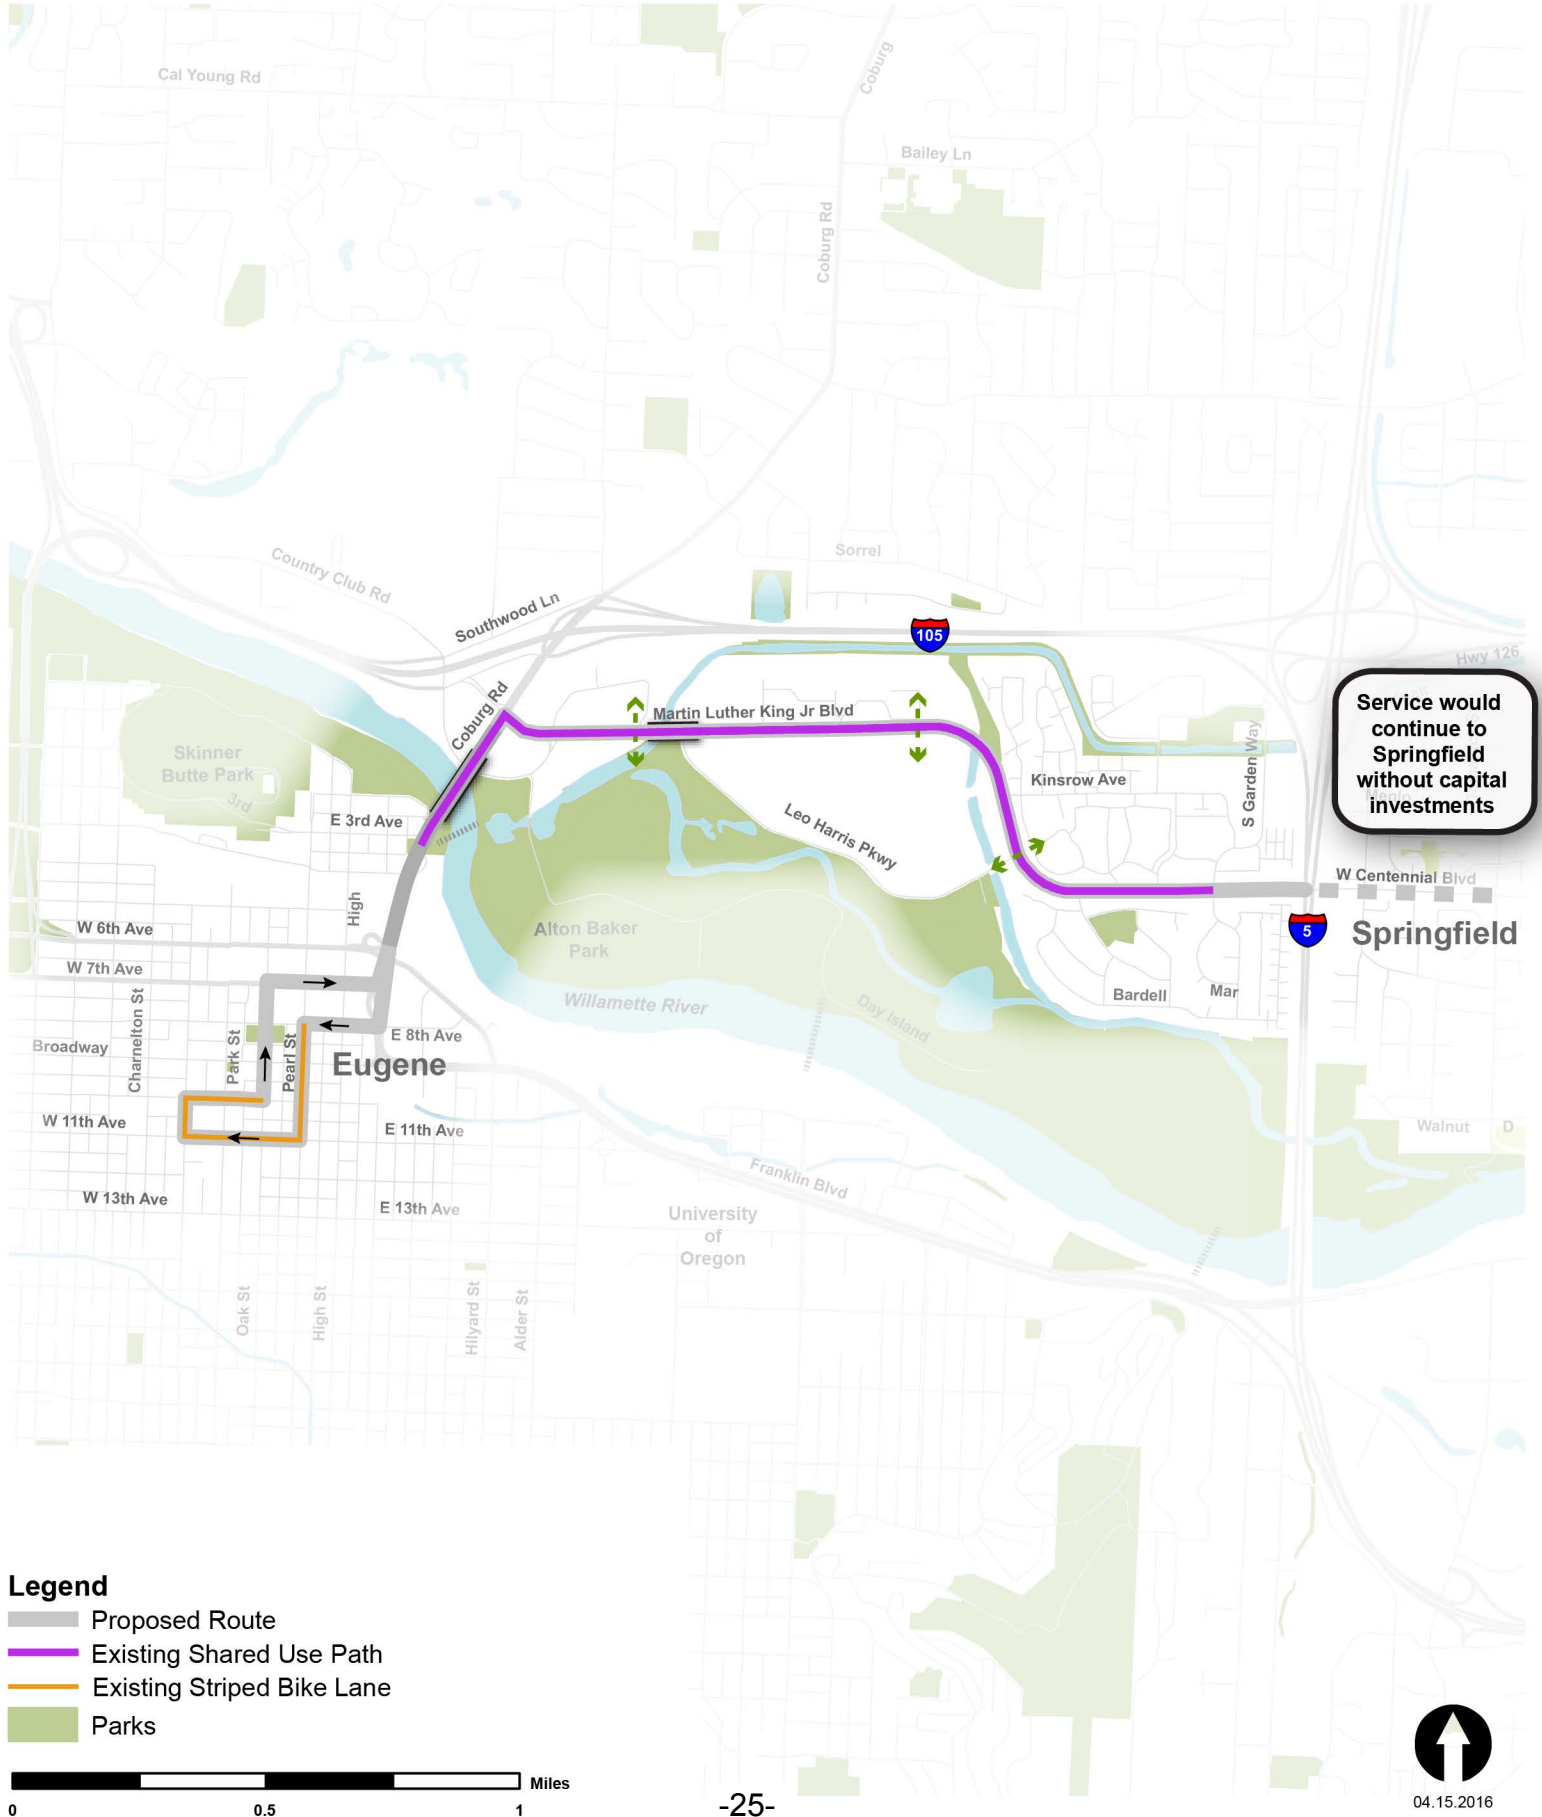 Cal Young Rd
Coburg
Bailey Ln
Coburg Rd
Sorrel
Country Club Rd
Southwood Ln
105
Hwy 126
Coburg Rd
Martin Luther King Jr Blvd
Service would
continue to
Springfield
without capital
investments
Skinner
Butte Park
3rd
E 3rd Ave
Kinsrow Ave
S Garden Way
Leo Harris Pkwy
W Centennial Blvd
High
W 6th Ave
Alton Baker
Park
5
Springfield
W 7th Ave
Charnelton St
Park St
Pearl St
Willamette River
Day Island
Bardell
Mar
Broadway
E 8th Ave
Eugene
W 11th Ave
E 11th Ave
Walnut
D
W 13th Ave
E 13th Ave
Franklin Blvd
University
of
Oregon
Oak St
High St
Hilyard St
Alder St
Legend
Proposed Route
Existing Shared Use Path
Existing Striped Bike Lane
Parks
Miles
0
0.5
1
-25-
04.15.2016